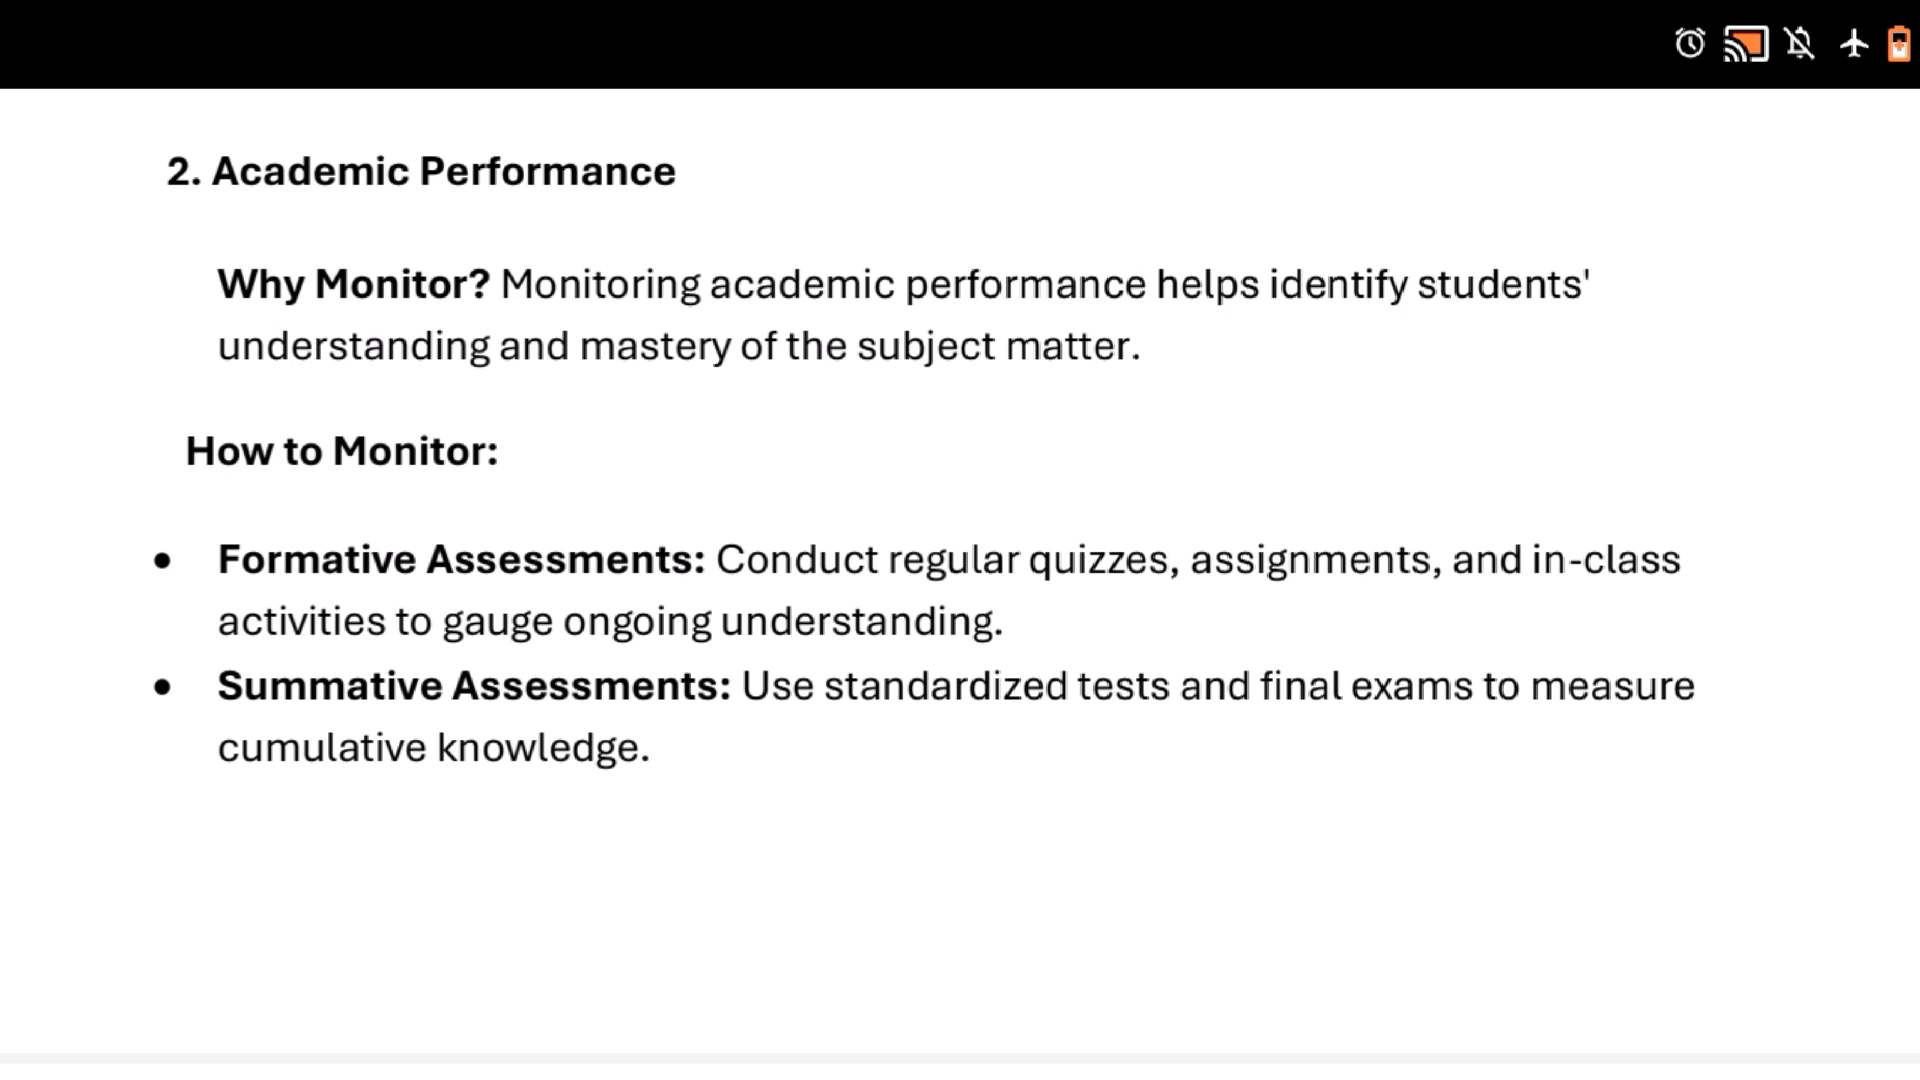 2. Academic Performance
Why Monitor? Monitoring academic performance helps identify students'
understanding and mastery of the subject matter.
How to Monitor:
• Formative Assessments: Conduct regular quizzes, assignments, and in-class
activities to gauge ongoing understanding.
• Summative Assessments: Use standardized tests and final exams to measure
cumulative knowledge.